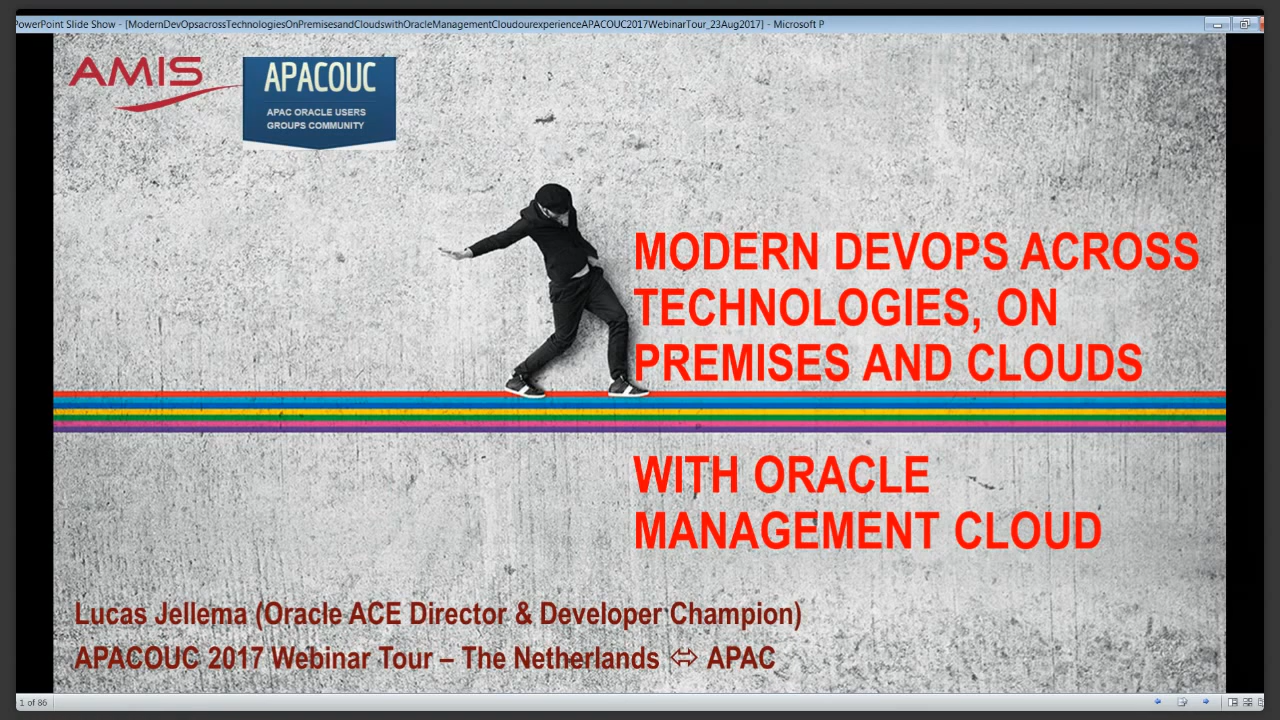 PowerPoint Slide Show - [ModernDevOpsacrossTechnologiesOnPremisesandCloudswithOracleManagementCloudourexperienceAPACOUC2017WebinarTour_23Aug2017] - Microsoft P
AMIS
APACOUC
APAC ORACLE USERS
GROUPS COMMUNITY
MODERN DEVOPS ACROSS
TECHNOLOGIES, ON
PREMISES AND CLOUDS
WITH ORACLE
MANAGEMENT CLOUD
Lucas Jellema (Oracle ACE Director & Developer Champion)
APACOUC 2017 Webinar Tour – The Netherlands ⬄ APAC
1 of 86